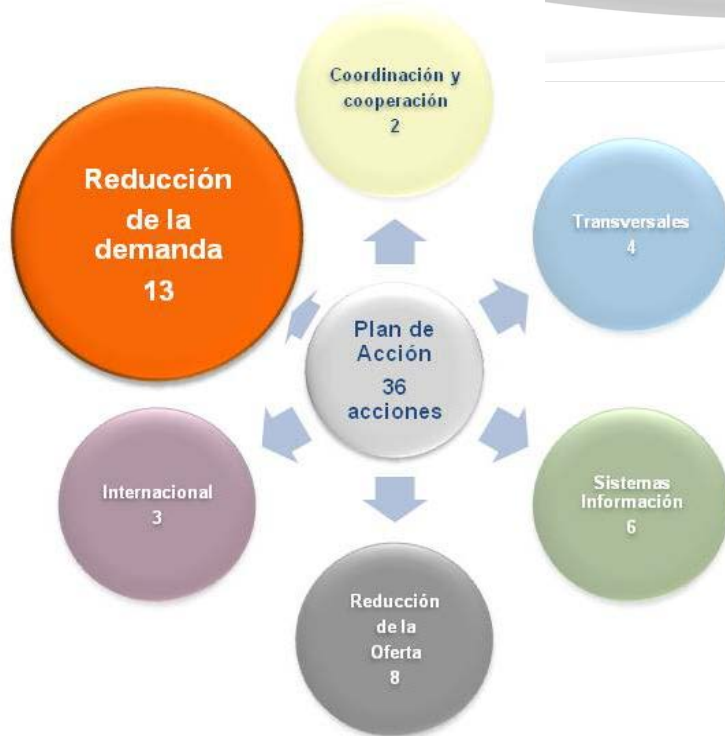 Coordinación y
cooperación
2
Reducción
de la
demanda
13
Transversales
4
Plan de
Acción
36
acciones
Internacional
3
Sistemas
Información
6
Reducción
de la
Oferta
8